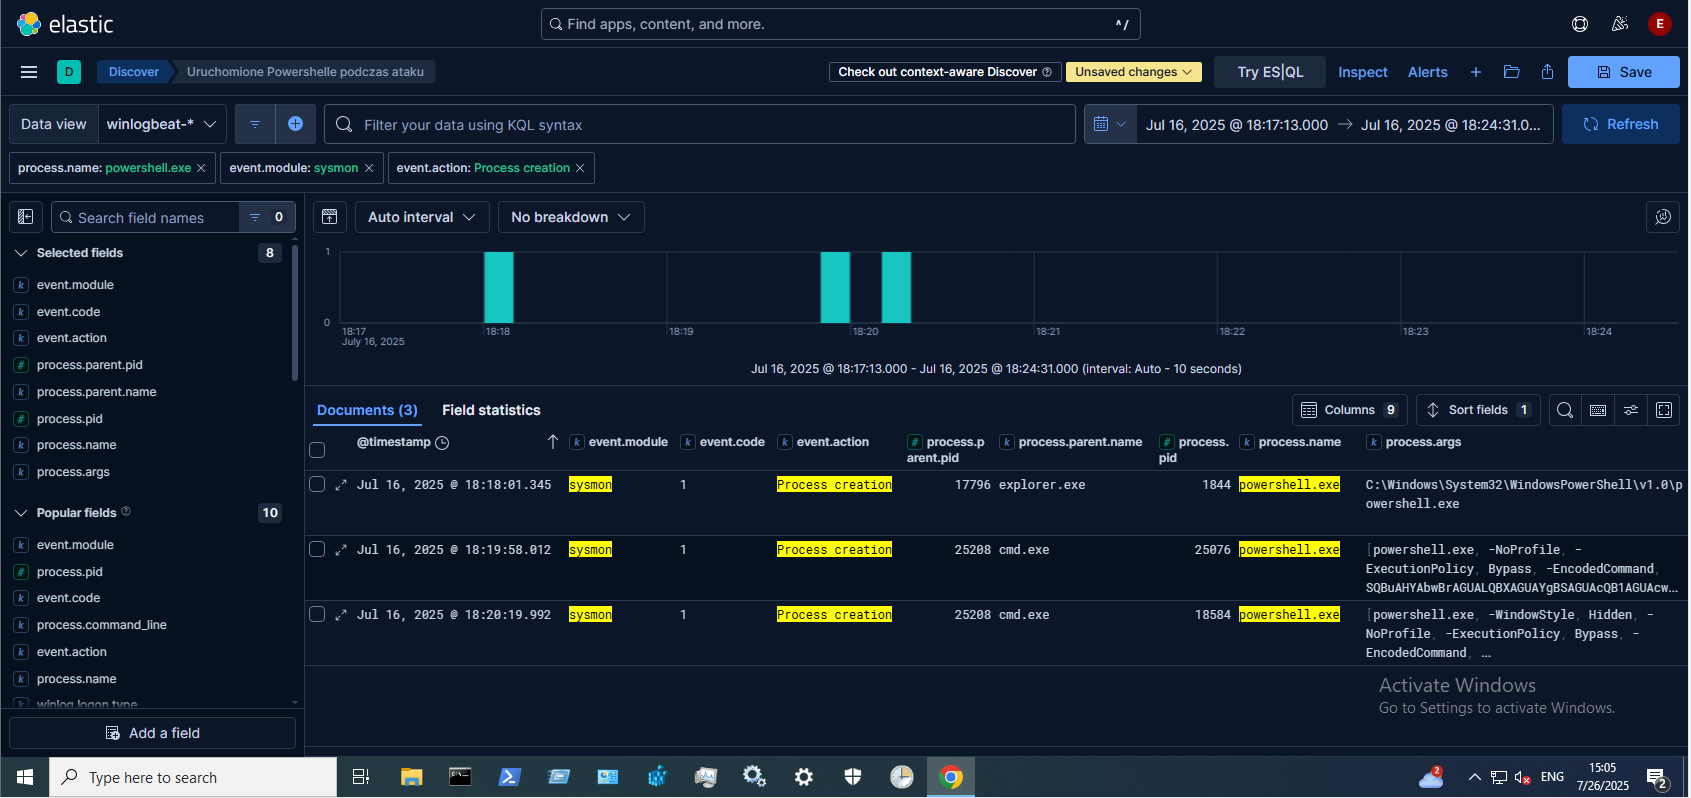 elastic
Find apps, content, and more.
^/
E
D
Discover
Uruchomione Powershelle podczas ataku
Check out context-aware Discover
Unsaved changes
Try ES|QL
Inspect
Alerts
Save
Data view
winlogbeat-*
Filter your data using KQL syntax
Jul 16, 2025 @ 18:17:13.000 → Jul 16, 2025 @ 18:24:31.0...
Refresh
process.name: powershell.exe
event.module: sysmon
event.action: Process creation
Search field names
0
Auto interval
No breakdown
Selected fields
8
event.module
event.code
event.action
process.parent.pid
process.parent.name
process.pid
process.name
process.args
Popular fields
10
event.module
process.pid
event.code
process.command_line
event.action
process.name
winlog.logon.type
Add a field
1
0
18:17
July 16, 2025
18:18
18:19
18:20
18:21
18:22
18:23
18:24
Jul 16, 2025 @ 18:17:13.000 - Jul 16, 2025 @ 18:24:31.000 (interval: Auto - 10 seconds)
Documents (3)
Field statistics
Columns 9
Sort fields 1
@timestamp
k event.module
k event.code
k event.action
# process.p
arent.pid
k process.parent.name
# process.
pid
k process.name
k process.args
Jul 16, 2025 @ 18:18:01.345 sysmon 1 Process creation 17796 explorer.exe 1844 powershell.exe C:\Windows\System32\WindowsPowerShell\v1.0\p
owershell.exe
Jul 16, 2025 @ 18:19:58.012 sysmon 1 Process creation 25208 cmd.exe 25076 powershell.exe [powershell.exe, -NoProfile, -
ExecutionPolicy, Bypass, -EncodedCommand,
SQBuAHYAbwBrAGUALQBXAGUAYgBSAGUAcQB1AGUAcw...
Jul 16, 2025 @ 18:20:19.992 sysmon 1 Process creation 25208 cmd.exe 18584 powershell.exe [powershell.exe, -WindowStyle, Hidden, -
NoProfile, -ExecutionPolicy, Bypass, -
EncodedCommand, ...
Activate Windows
Go to Settings to activate Windows.
Type here to search
2
ENG
15:05
7/26/2025
2